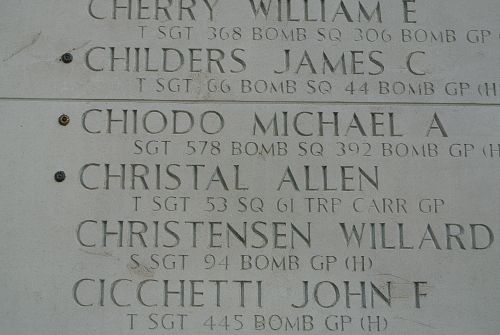 CHERRY WILLIAM E
T SGT 368 BOMB SQ 306 BOMB GP (
CHILDERS JAMES C
T SGT 66 BOMB SQ 44 BOMB GP (H
CHIODO MICHAEL A
SGT 578 BOMB SQ 392 BOMB GP (H
CHRISTAL ALLEN
T SGT 53 SQ 61 TRP CARR GP
CHRISTENSEN WILLARD
S SGT 94 BOMB GP (H)
CICCHETTI JOHN F
T SGT 445 BOMB GP (H)